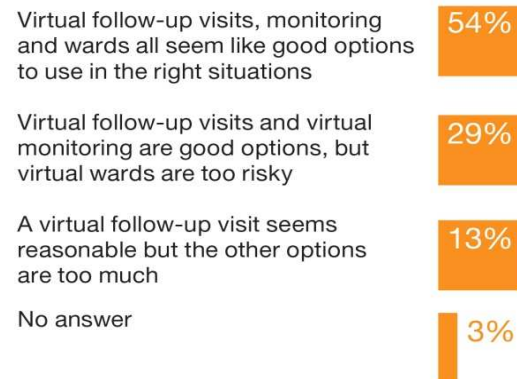 Virtual follow-up visits, monitoring
and wards all seem like good options
to use in the right situations
54%
Virtual follow-up visits and virtual
monitoring are good options, but
virtual wards are too risky
29%
A virtual follow-up visit seems
reasonable but the other options
are too much
13%
No answer
3%